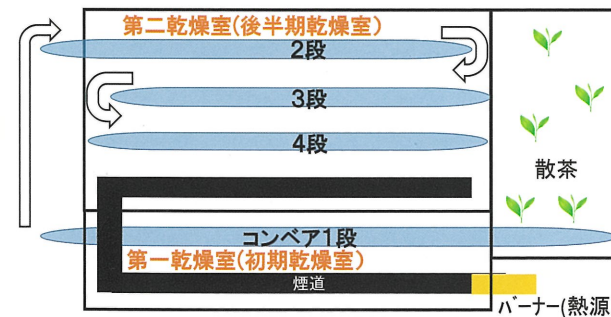 第二乾燥室(後半期乾燥室)
2段
3段
4段
散茶
コンベア1段
第一乾燥室(初期乾燥室)
煙道
バーナー(熱源